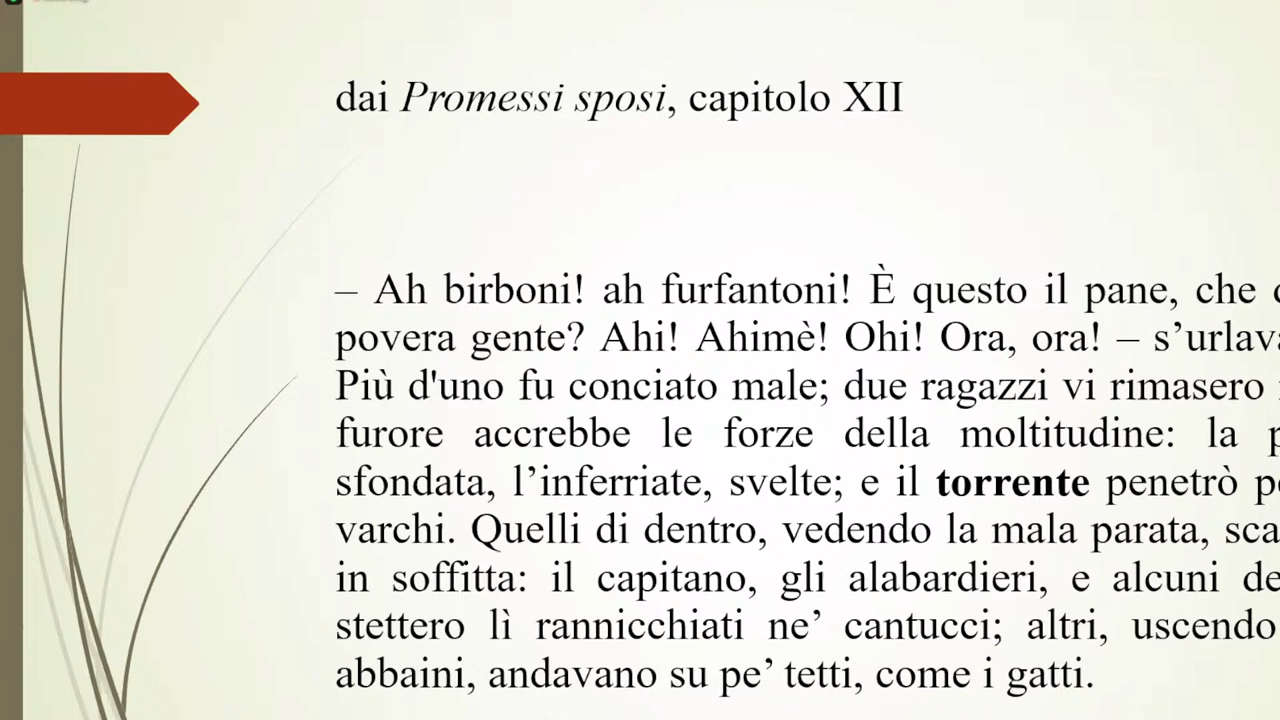 dai Promessi sposi, capitolo XII
– Ah birboni! ah furfantoni! È questo il pane, che
povera gente? Ahi! Ahimè! Ohi! Ora, ora! – s’urlava
Più d'uno fu conciato male; due ragazzi vi rimasero
furore accrebbe le forze della moltitudine: la
sfondata, l’inferriate, svelte; e il torrente penetrò
varchi. Quelli di dentro, vedendo la mala parata,
in soffitta: il capitano, gli alabardieri, e alcuni
stettero lì rannicchiati ne’ cantucci; altri, uscendo
abbaini, andavano su pe’ tetti, come i gatti.